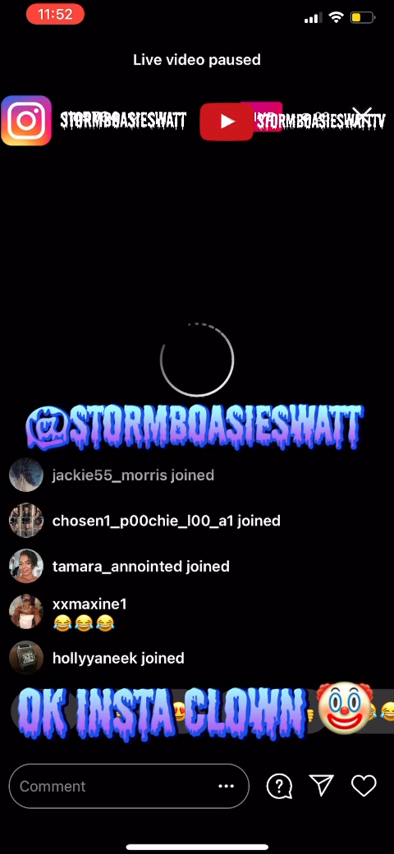 11:52
Live video paused
STORMBOASIESWATT
STORMBOASIESWATTTV
@STORMBOASIESWATT
jackie55_morris joined
chosen1_p00chie_l00_a1 joined
tamara_annointed joined
xxmaxine1
😂😂😂
hollyyaneek joined
OK INSTA CLOWN 🤡
Comment